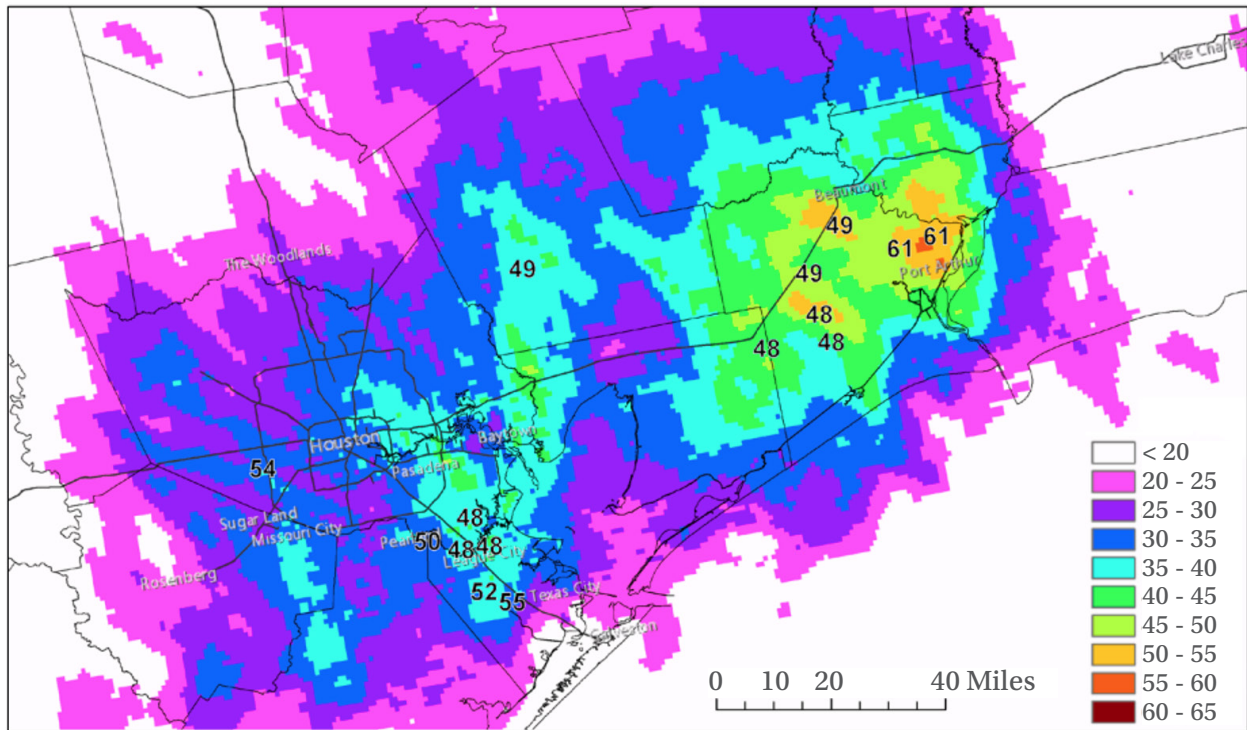 Lake Charles
Beaumont
49
61
61
The Woodlands
49
Port Arthur
49
48
48
48
Houston
Baytown
54
Pasadena
Sugar Land
48
Missouri City
50
48
48
League City
Rosenberg
52
55
Texas City
Galveston
0 10 20 40 Miles
< 20
20 - 25
25 - 30
30 - 35
35 - 40
40 - 45
45 - 50
50 - 55
55 - 60
60 - 65